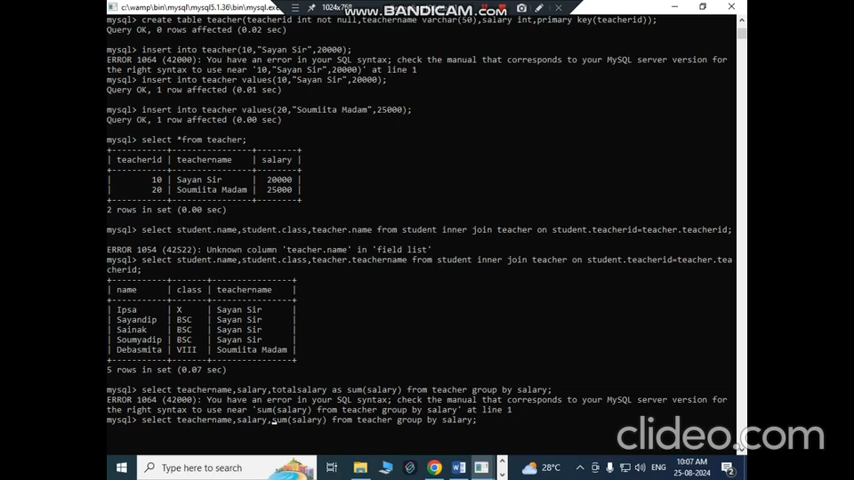 c:\wamp\bin\mysql\mysql5.1.36\bin\mysql.exe
1024x768
WWW.BANDICAM.COM
mysql> create table teacher(teacherid int not null,teachername varchar(50),salary int,primary key(teacherid));
Query OK, 0 rows affected (0.02 sec)
mysql> insert into teacher(10,"Sayan Sir",20000);
ERROR 1064 (42000): You have an error in your SQL syntax; check the manual that corresponds to your MySQL server version for
the right syntax to use near '10,"Sayan Sir",20000)' at line 1
mysql> insert into teacher values(10,"Sayan Sir",20000);
Query OK, 1 row affected (0.01 sec)
mysql> insert into teacher values(20,"Soumiita Madam",25000);
Query OK, 1 row affected (0.00 sec)
mysql> select *from teacher;
+-----------+----------------+--------+
| teacherid | teachername    | salary |
+-----------+----------------+--------+
|        10 | Sayan Sir      |  20000 |
|        20 | Soumiita Madam |  25000 |
+-----------+----------------+--------+
2 rows in set (0.00 sec)
mysql> select student.name,student.class,teacher.name from student inner join teacher on student.teacherid=teacher.teacherid;
ERROR 1054 (42S22): Unknown column 'teacher.name' in 'field list'
mysql> select student.name,student.class,teacher.teachername from student inner join teacher on student.teacherid=teacher.tea
cherid;
+-----------+-------+----------------+
| name      | class | teachername    |
+-----------+-------+----------------+
| Ipsa      | X     | Sayan Sir      |
| Sayandip  | BSC   | Sayan Sir      |
| Sainak    | BSC   | Sayan Sir      |
| Soumyadip | BSC   | Sayan Sir      |
| Debasmita | VIII  | Soumiita Madam |
+-----------+-------+----------------+
5 rows in set (0.07 sec)
mysql> select teachername,salary,totalsalary as sum(salary) from teacher group by salary;
ERROR 1064 (42000): You have an error in your SQL syntax; check the manual that corresponds to your MySQL server version for
the right syntax to use near 'sum(salary) from teacher group by salary' at line 1
mysql> select teachername,salary,sum(salary) from teacher group by salary;
clideo.com
Type here to search
28°C
ENG
10:07 AM
25-08-2024
2